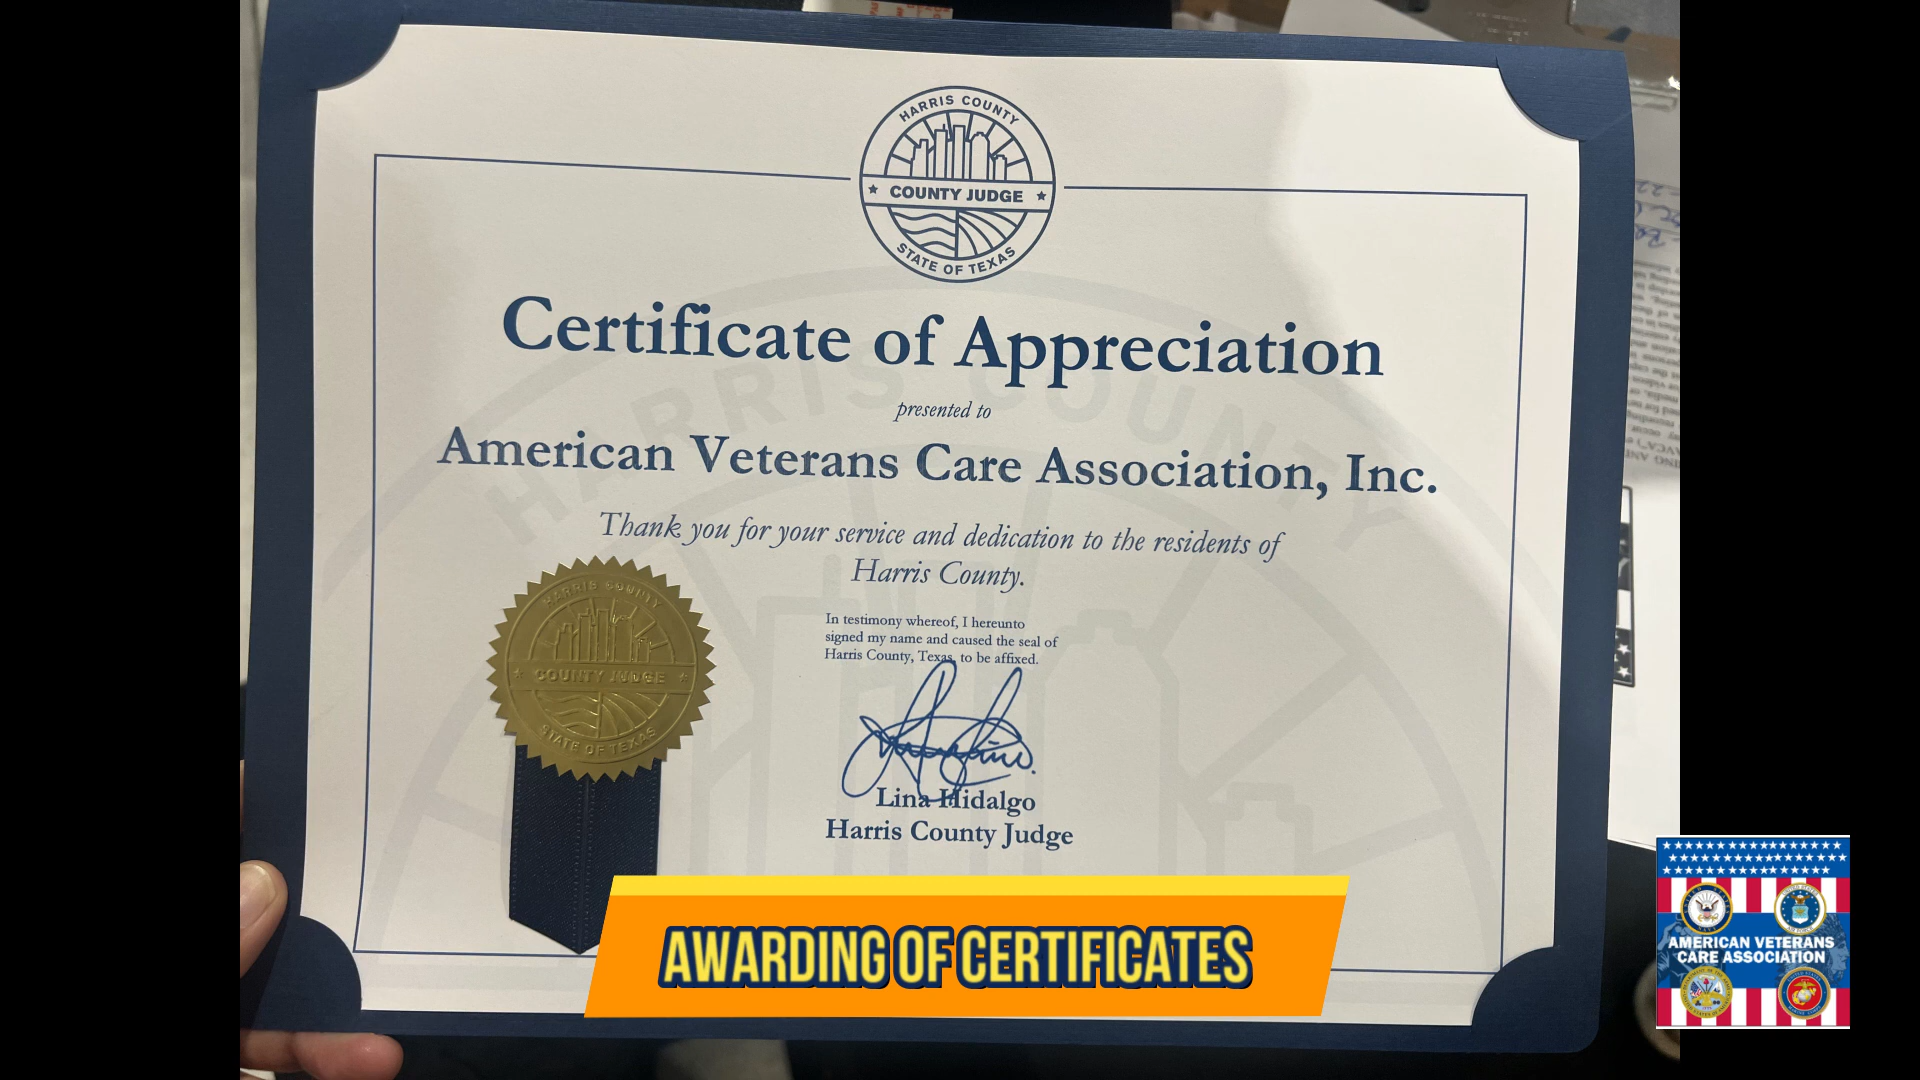 HARRIS COUNTY
COUNTY JUDGE
STATE OF TEXAS
Certificate of Appreciation
presented to
American Veterans Care Association, Inc.
Thank you for your service and dedication to the residents of
Harris County.
HARRIS COUNTY
In testimony whereof, I hereunto
signed my name and caused the seal of
Harris County, Texas, to be affixed.
HARRIS COUNTY
COUNTY JUDGE
STATE OF TEXAS
Lina Hidalgo
Harris County Judge
AWARDING OF CERTIFICATES
AMERICAN VETERANS
CARE ASSOCIATION